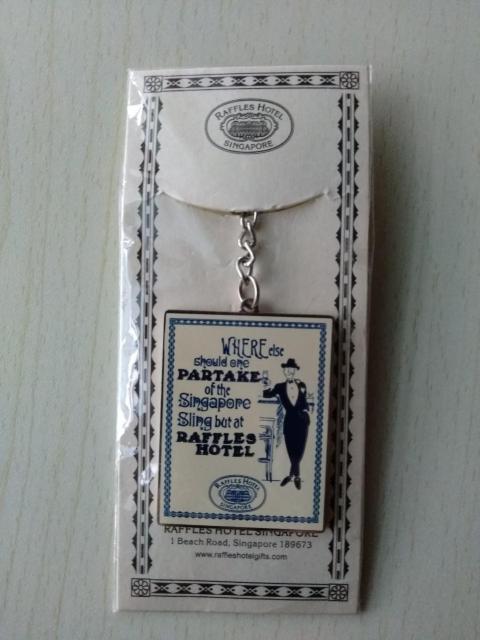 RAFFLES HOTEL
SINGAPORE
WHERE else
should one
PARTAKE
of the
Singapore
Sling but at
RAFFLES
HOTEL
RAFFLES HOTEL
SINGAPORE
RAFFLES HOTEL SINGAPORE
1 Beach Road, Singapore 189673
www.raffleshotelgifts.com